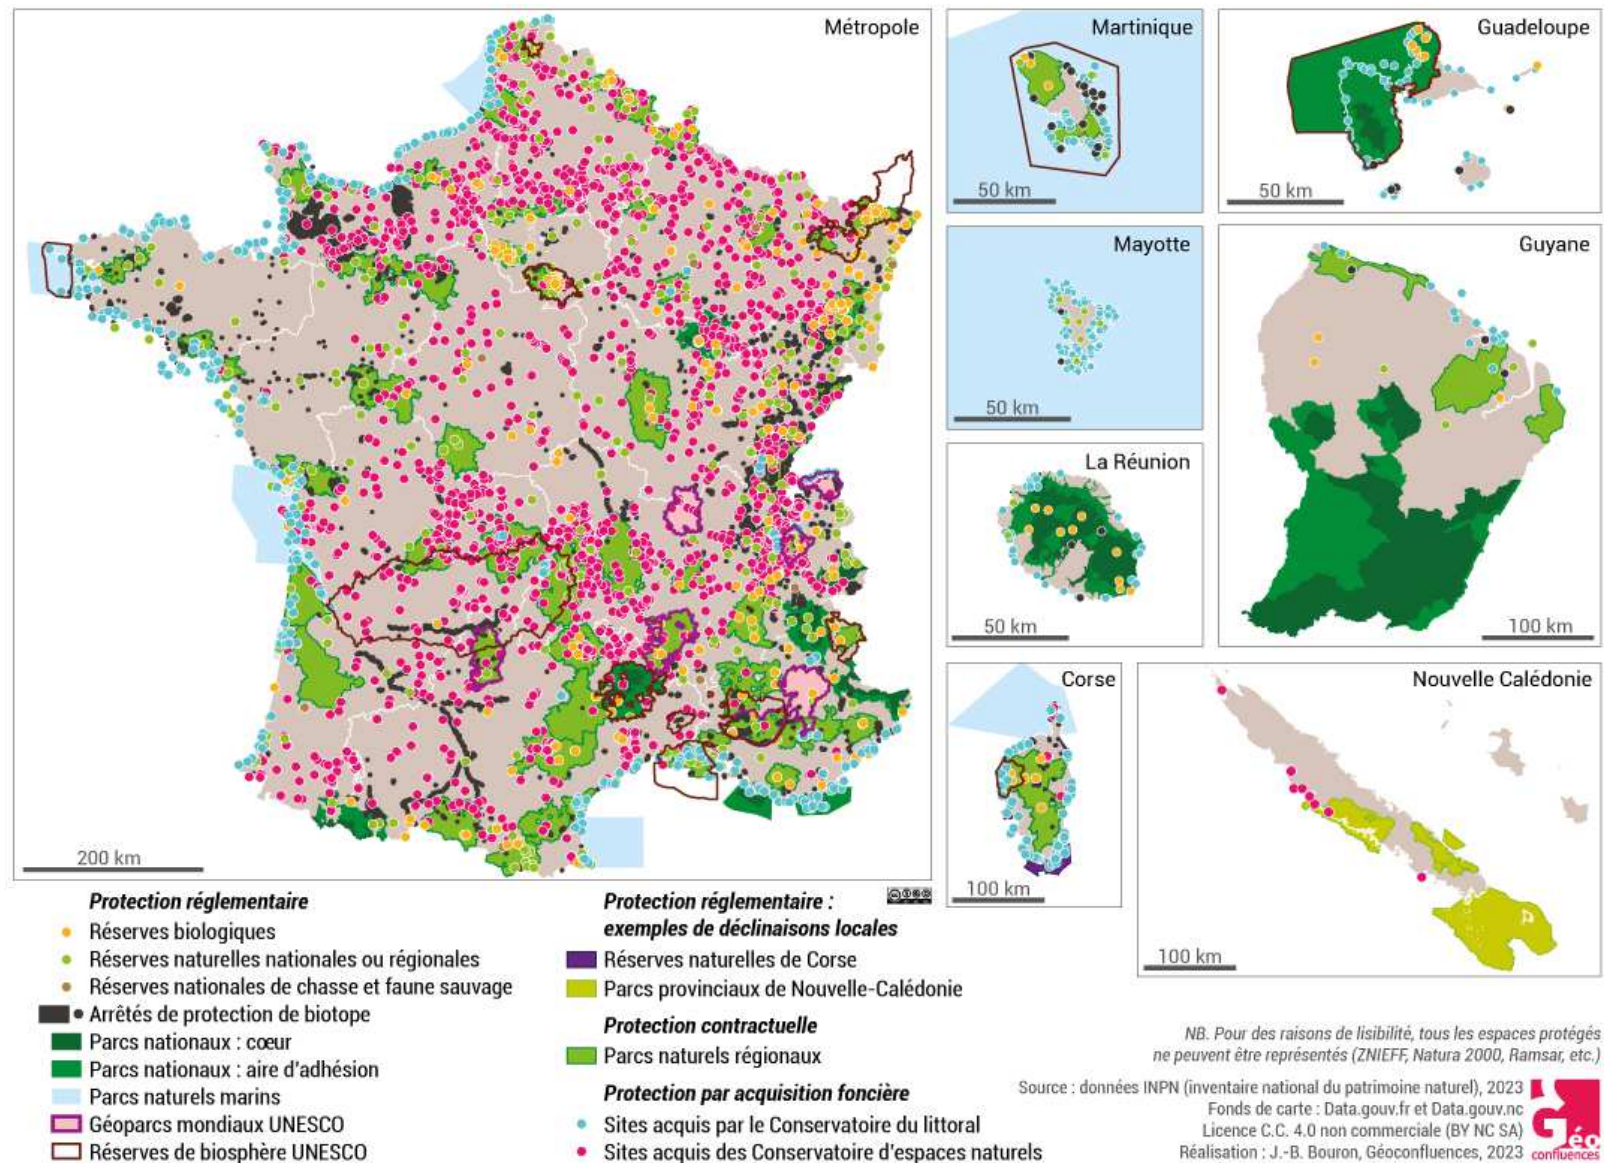 Métropole
200 km
Martinique
50 km
Guadeloupe
50 km
Mayotte
50 km
Guyane
100 km
La Réunion
50 km
Corse
100 km
Nouvelle Calédonie
100 km
Protection réglementaire
Réserves biologiques
Réserves naturelles nationales ou régionales
Réserves nationales de chasse et faune sauvage
Arrêtés de protection de biotope
Parcs nationaux : cœur
Parcs nationaux : aire d'adhésion
Parcs naturels marins
Géoparcs mondiaux UNESCO
Réserves de biosphère UNESCO
Protection réglementaire :
exemples de déclinaisons locales
Réserves naturelles de Corse
Parcs provinciaux de Nouvelle-Calédonie
Protection contractuelle
Parcs naturels régionaux
Protection par acquisition foncière
Sites acquis par le Conservatoire du littoral
Sites acquis des Conservatoire d'espaces naturels
NB. Pour des raisons de lisibilité, tous les espaces protégés
ne peuvent être représentés (ZNIEFF, Natura 2000, Ramsar, etc.)
Source : données INPN (inventaire national du patrimoine naturel), 2023
Fonds de carte : Data.gouv.fr et Data.gouv.nc
Licence C.C. 4.0 non commerciale (BY NC SA)
Réalisation : J.-B. Bouron, Géoconfluences, 2023
Géo
confluences